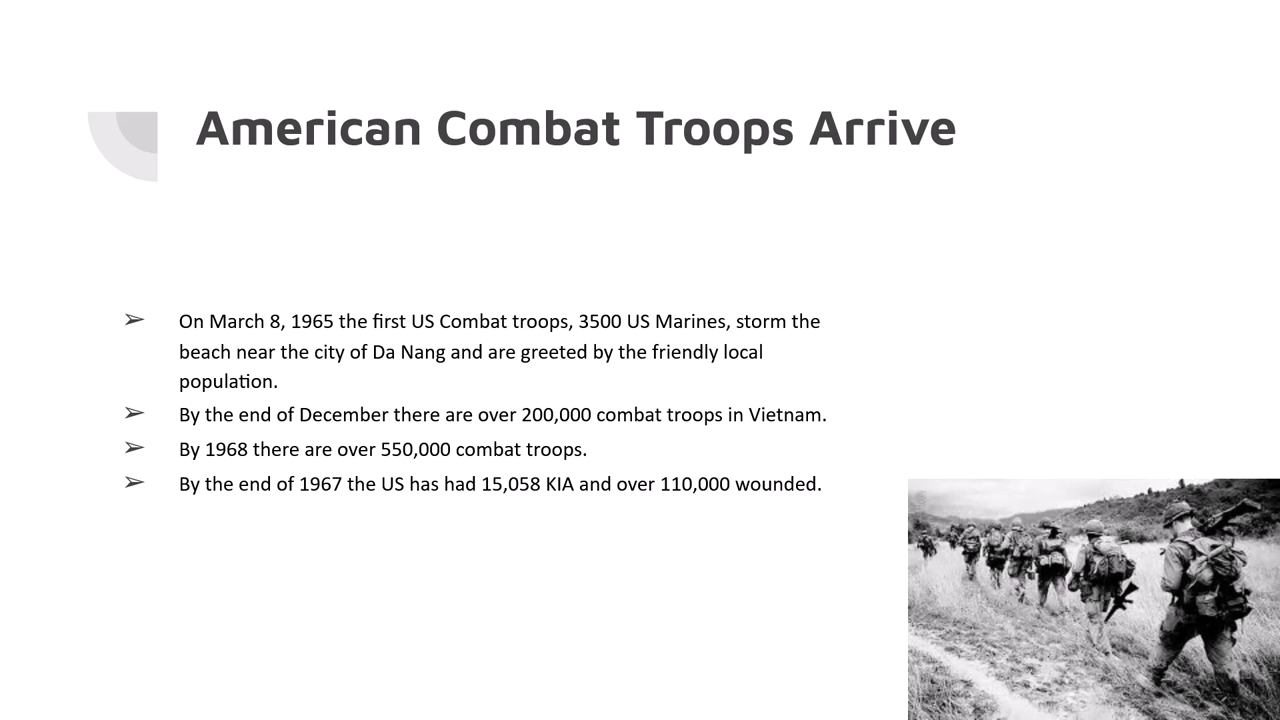 American Combat Troops Arrive
➢ On March 8, 1965 the first US Combat troops, 3500 US Marines, storm the
beach near the city of Da Nang and are greeted by the friendly local
population.
➢ By the end of December there are over 200,000 combat troops in Vietnam.
➢ By 1968 there are over 550,000 combat troops.
➢ By the end of 1967 the US has had 15,058 KIA and over 110,000 wounded.